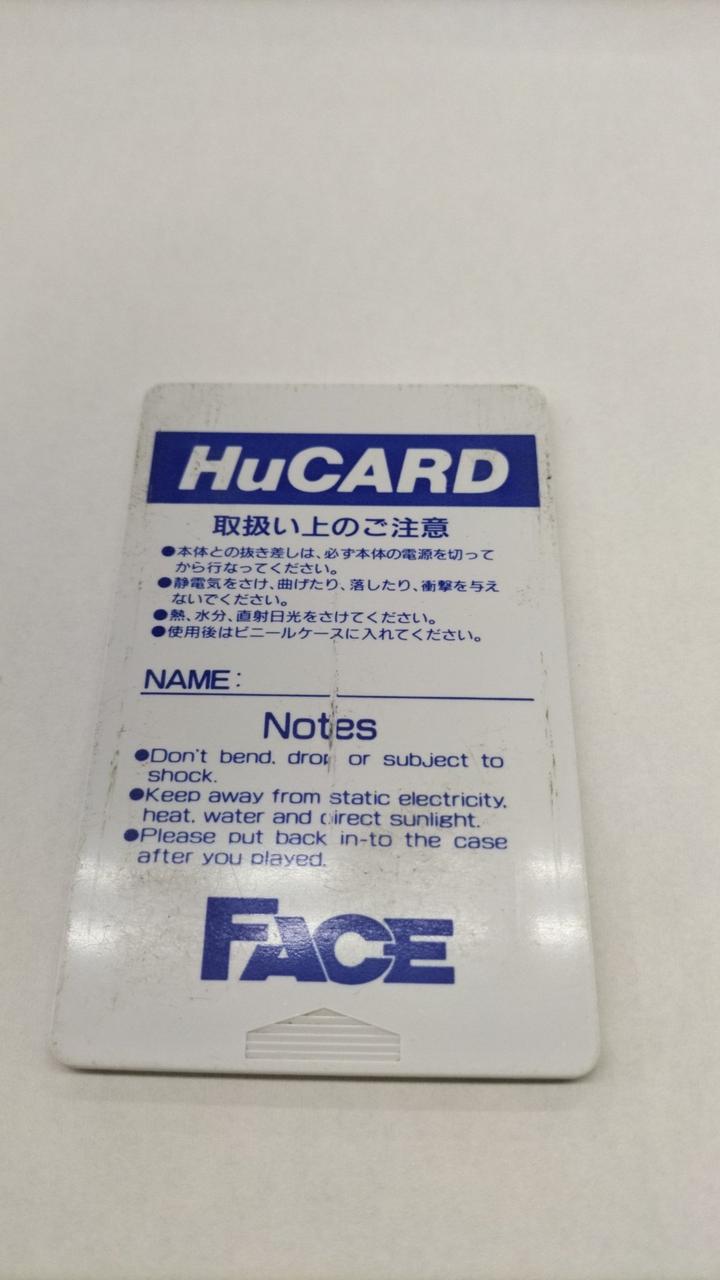 HuCARD
取扱い上のご注意
●本体との抜き差しは、必ず本体の電源を切って
から行なってください。
●静電気をさけ、曲げたり、落したり、衝撃を与え
ないでください。
●熱、水分、直射日光をさけてください。
●使用後はビニールケースに入れてください。
NAME:
Notes
●Don't bend, drop or subject to
shock.
●Keep away from static electricity,
heat, water and direct sunlight.
●Please put back in-to the case
after you played.
FACE